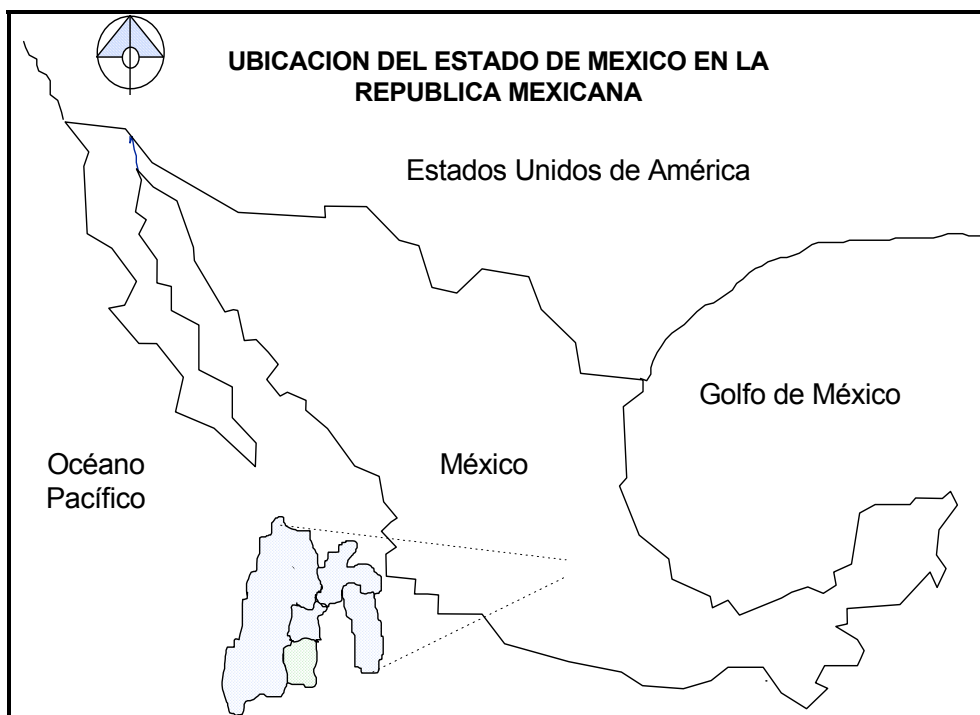 UBICACION DEL ESTADO DE MEXICO EN LA
REPUBLICA MEXICANA
Estados Unidos de América
Golfo de México
Océano
Pacífico
México